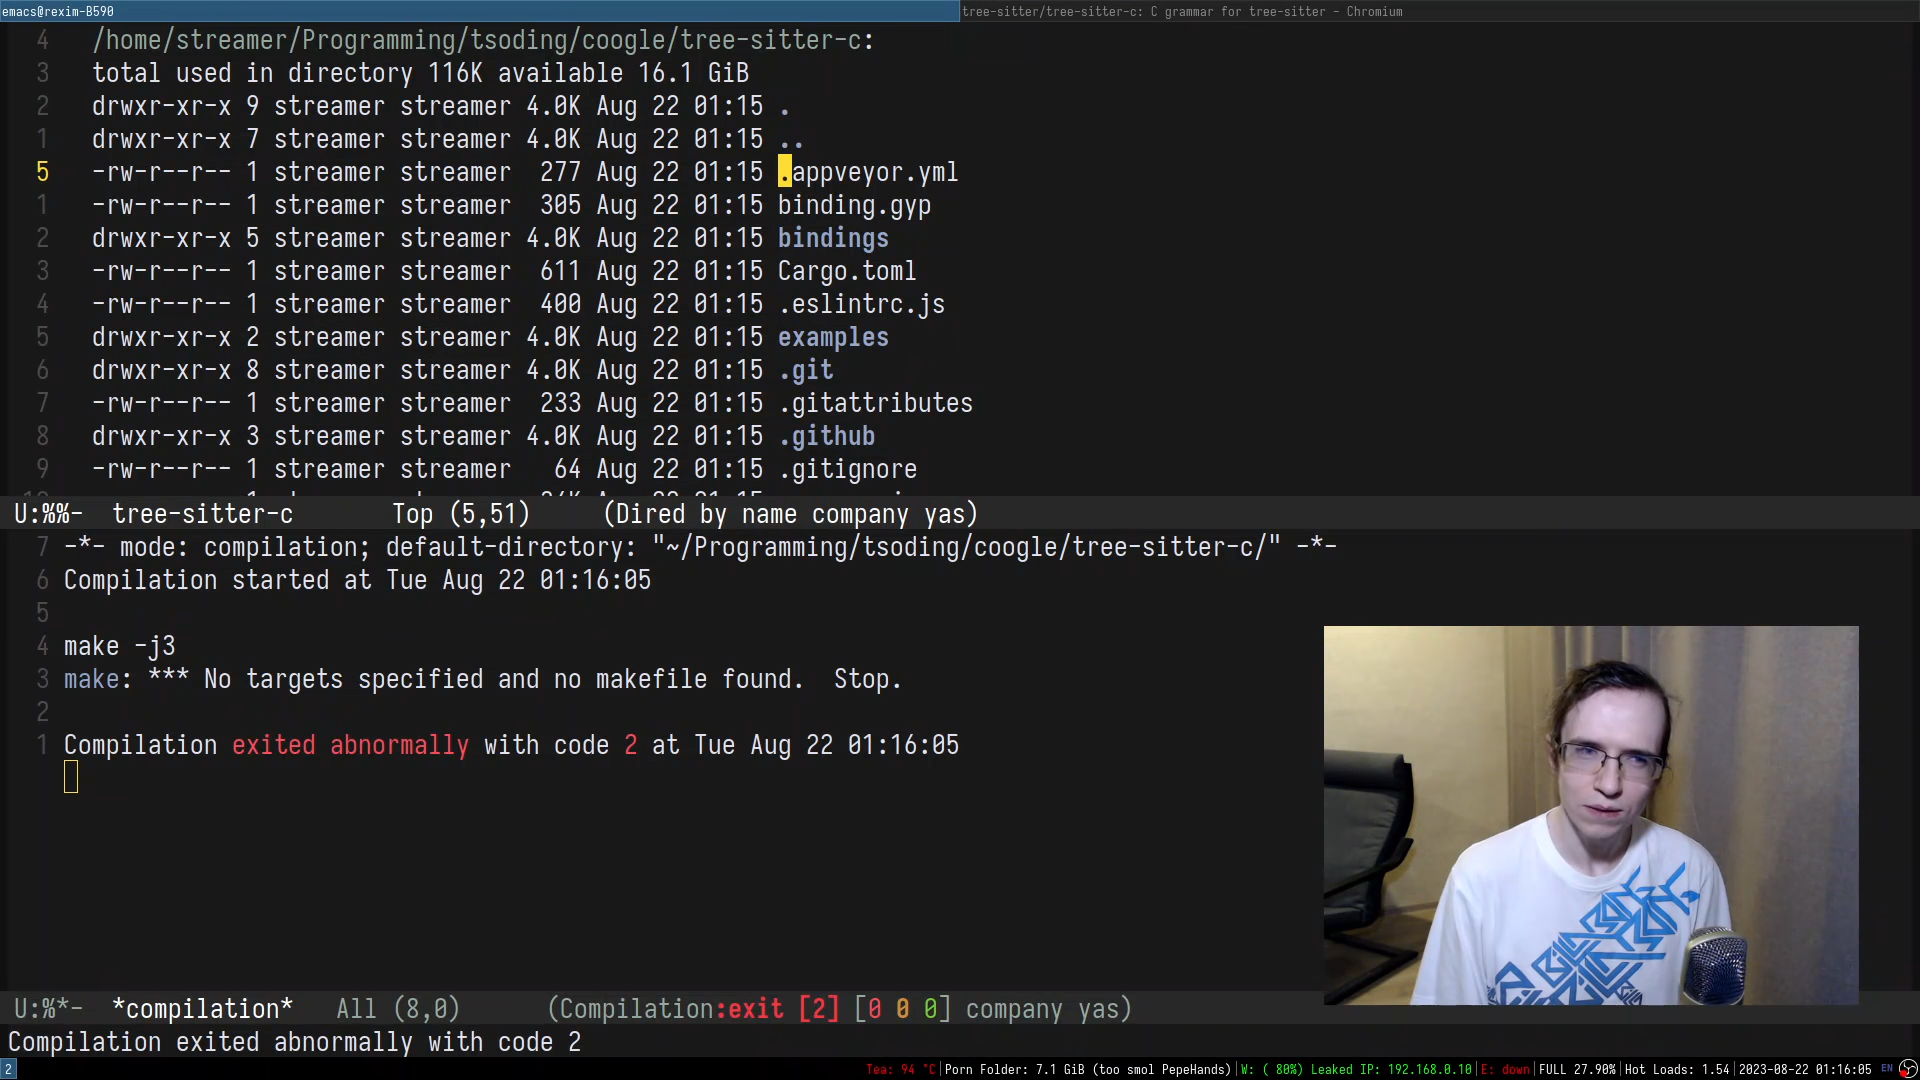 emacs@rexim-B590
tree-sitter/tree-sitter-c: C grammar for tree-sitter - Chromium
4 /home/streamer/Programming/tsoding/coogle/tree-sitter-c:
3 total used in directory 116K available 16.1 GiB
2 drwxr-xr-x 9 streamer streamer 4.0K Aug 22 01:15 .
1 drwxr-xr-x 7 streamer streamer 4.0K Aug 22 01:15 ..
5 -rw-r--r-- 1 streamer streamer 277 Aug 22 01:15 .appveyor.yml
1 -rw-r--r-- 1 streamer streamer 305 Aug 22 01:15 binding.gyp
2 drwxr-xr-x 5 streamer streamer 4.0K Aug 22 01:15 bindings
3 -rw-r--r-- 1 streamer streamer 611 Aug 22 01:15 Cargo.toml
4 -rw-r--r-- 1 streamer streamer 400 Aug 22 01:15 .eslintrc.js
5 drwxr-xr-x 2 streamer streamer 4.0K Aug 22 01:15 examples
6 drwxr-xr-x 8 streamer streamer 4.0K Aug 22 01:15 .git
7 -rw-r--r-- 1 streamer streamer 233 Aug 22 01:15 .gitattributes
8 drwxr-xr-x 3 streamer streamer 4.0K Aug 22 01:15 .github
9 -rw-r--r-- 1 streamer streamer 64 Aug 22 01:15 .gitignore
U:%%- tree-sitter-c Top (5,51) (Dired by name company yas)
7 -*- mode: compilation; default-directory: "~/Programming/tsoding/coogle/tree-sitter-c/" -*-
6 Compilation started at Tue Aug 22 01:16:05
5
4 make -j3
3 make: *** No targets specified and no makefile found. Stop.
2
1 Compilation exited abnormally with code 2 at Tue Aug 22 01:16:05
U:%*- *compilation* All (8,0) (Compilation:exit [2] [0 0 0] company yas)
Compilation exited abnormally with code 2
2
Tea: 94 °C|Porn Folder: 7.1 GiB (too smol PepeHands)|W: ( 80%) Leaked IP: 192.168.0.10|E: down|FULL 27.90%|Hot Loads: 1.54|2023-08-22 01:16:05 EN